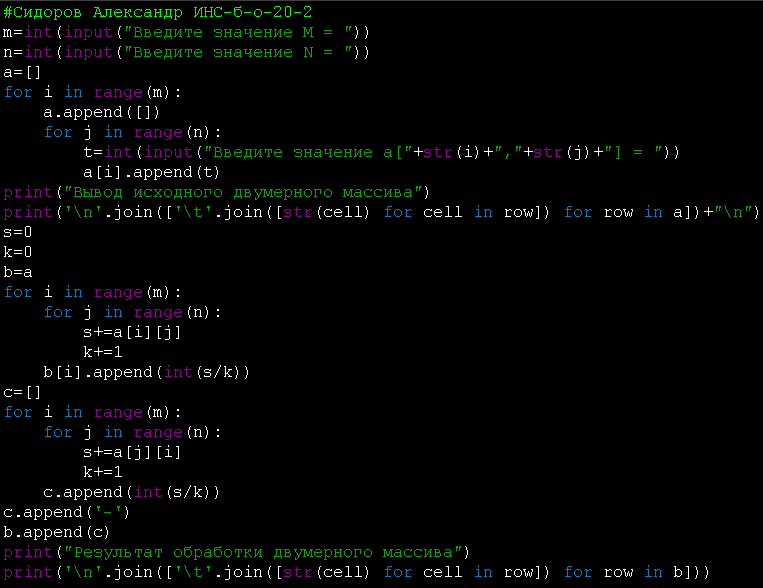 #Сидоров Александр ИНС-б-о-20-2
m=int(input("Введите значение M = "))
n=int(input("Введите значение N = "))
a=[]
for i in range(m):
    a.append([])
    for j in range(n):
        t=int(input("Введите значение a["+str(i)+","+str(j)+"] = "))
        a[i].append(t)
print("Вывод исходного двумерного массива")
print('\n'.join(['\t'.join([str(cell) for cell in row]) for row in a])+"\n")
s=0
k=0
b=a
for i in range(m):
    for j in range(n):
        s+=a[i][j]
        k+=1
    b[i].append(int(s/k))
c=[]
for i in range(m):
    for j in range(n):
        s+=a[j][i]
        k+=1
    c.append(int(s/k))
c.append('-')
b.append(c)
print("Результат обработки двумерного массива")
print('\n'.join(['\t'.join([str(cell) for cell in row]) for row in b]))